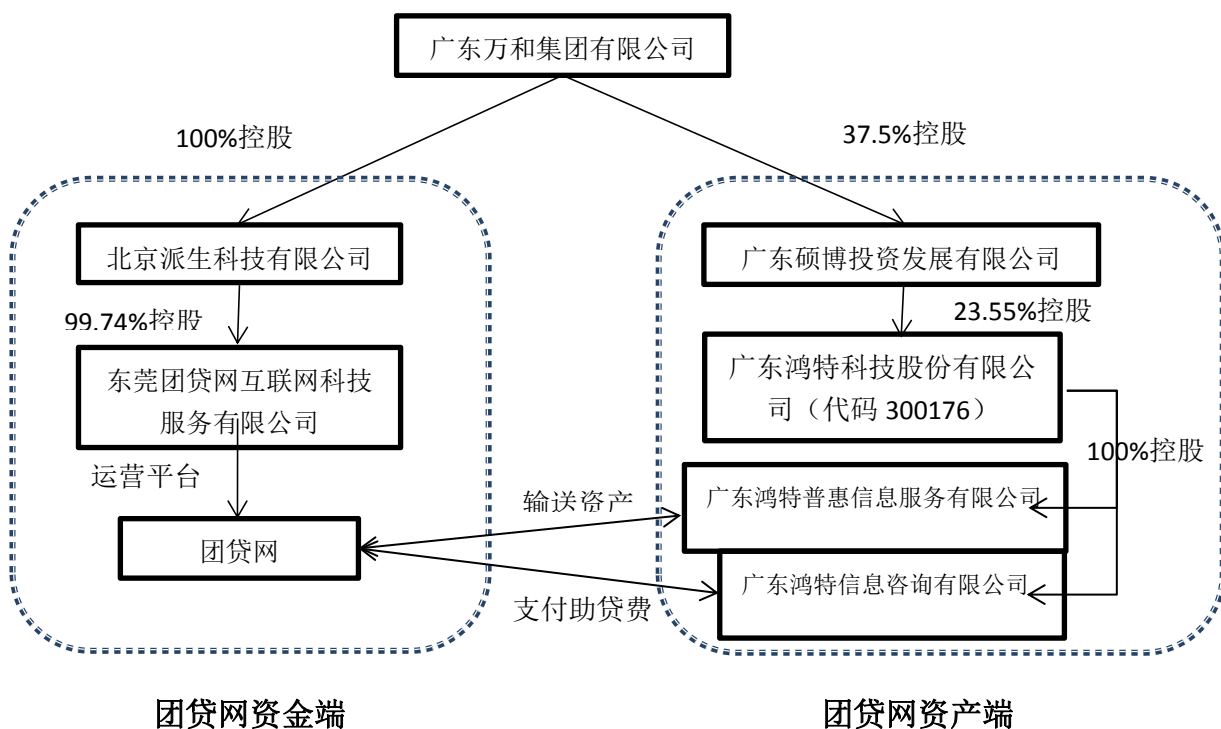 广东万和集团有限公司
100%控股
37.5%控股
北京派生科技有限公司
广东硕博投资发展有限公司
99.74%控股
23.55%控股
东莞团贷网互联网科技
服务有限公司
广东鸿特科技股份有限公
司（代码 300176）
100%控股
运营平台
输送资产
广东鸿特普惠信息服务有限公司
团贷网
广东鸿特信息咨询有限公司
支付助贷费
团贷网资金端
团贷网资产端